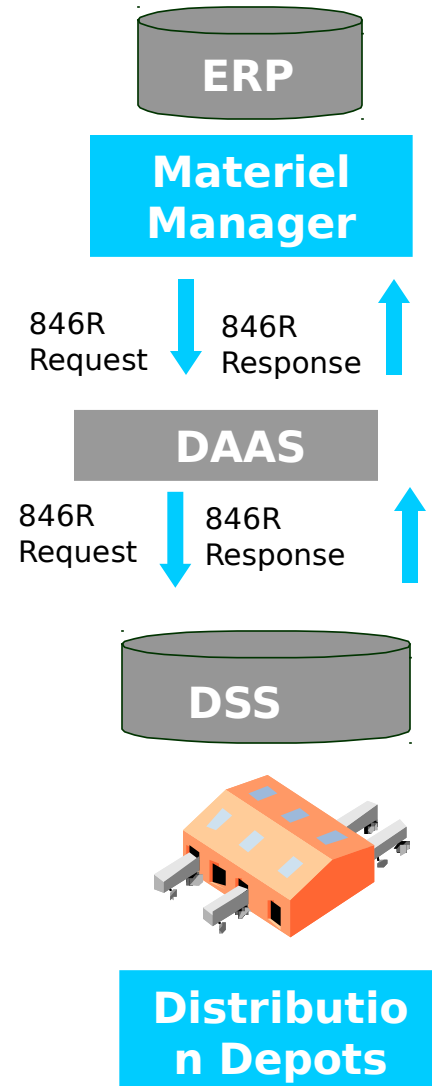 ERP
Materiel
Manager
846R
Request
846R
Response
DAAS
846R
Request
846R
Response
DSS
Distributio
n Depots